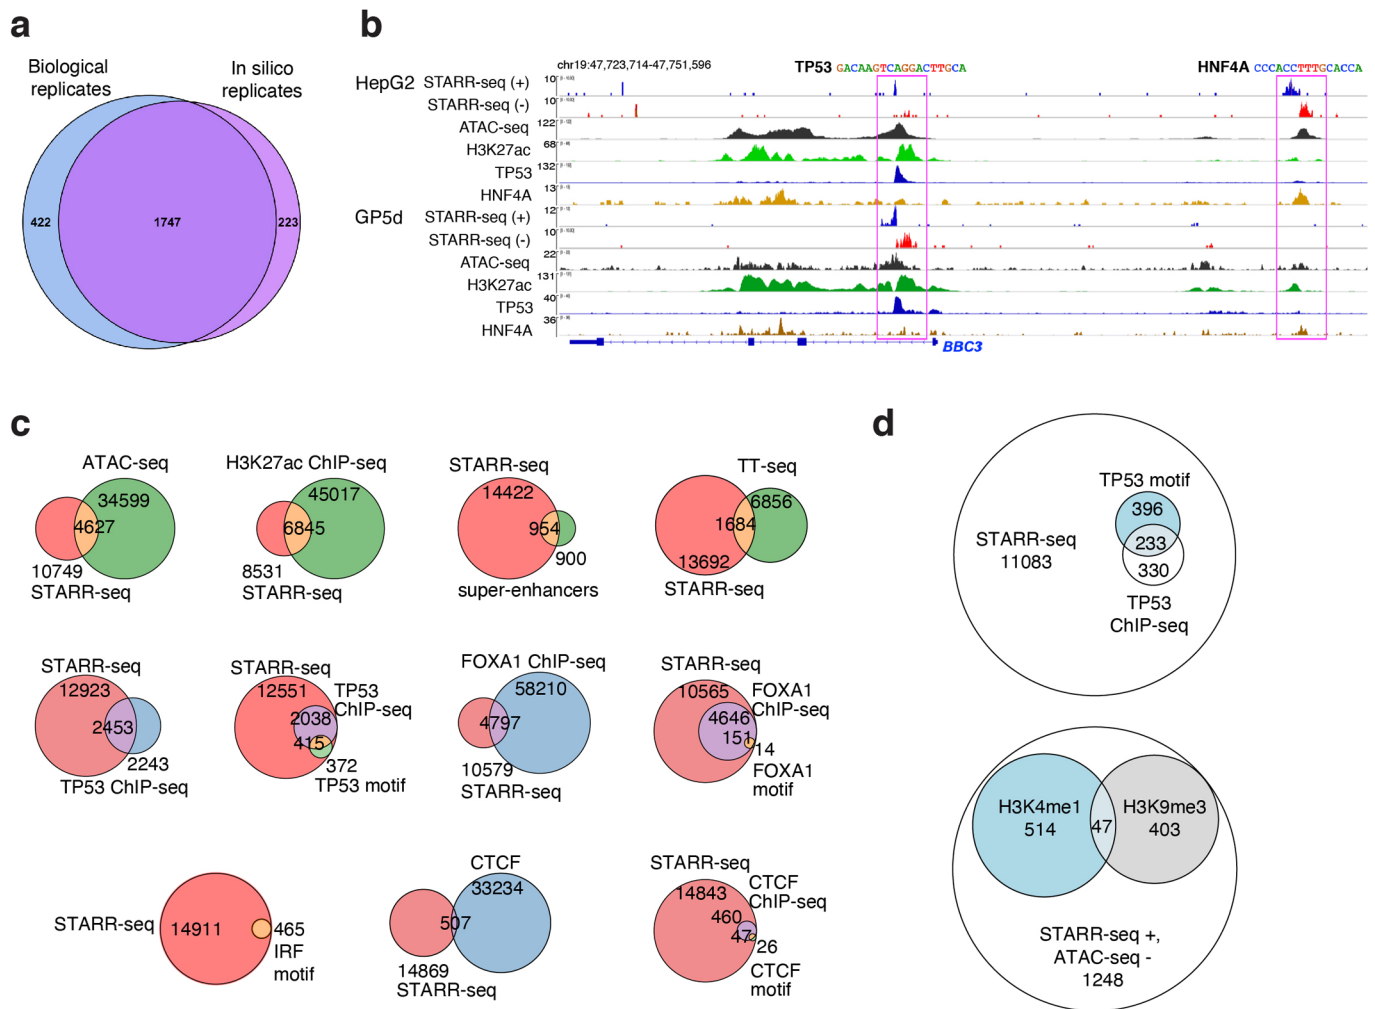 a
Biological
replicates
In silico
replicates
422
1747
223
b
chr19:47,723,714-47,751,596
TP53 GACAAGTCAGGACTTGCA
HNF4A CCCACCTTTGCACCA
HepG2
STARR-seq (+)
10
STARR-seq (-)
10
ATAC-seq
122
H3K27ac
68
TP53
132
HNF4A
13
GP5d
STARR-seq (+)
12
STARR-seq (-)
10
ATAC-seq
22
H3K27ac
131
TP53
40
HNF4A
36
BBC3
c
ATAC-seq
34599
4627
10749
STARR-seq
H3K27ac ChIP-seq
45017
6845
8531
STARR-seq
STARR-seq
14422
954
900
super-enhancers
TT-seq
6856
1684
13692
STARR-seq
STARR-seq
12923
2453
2243
TP53 ChIP-seq
STARR-seq
12551
TP53
ChIP-seq
2038
415
372
TP53 motif
FOXA1 ChIP-seq
58210
4797
10579
STARR-seq
STARR-seq
10565
FOXA1
ChIP-seq
4646
151
14
FOXA1
motif
STARR-seq
14911
465
IRF
motif
CTCF
33234
507
14869
STARR-seq
STARR-seq
14843
CTCF
ChIP-seq
460
47
26
CTCF
motif
d
TP53 motif
396
STARR-seq
11083
233
330
TP53
ChIP-seq
H3K4me1
514
47
H3K9me3
403
STARR-seq +,
ATAC-seq -
1248